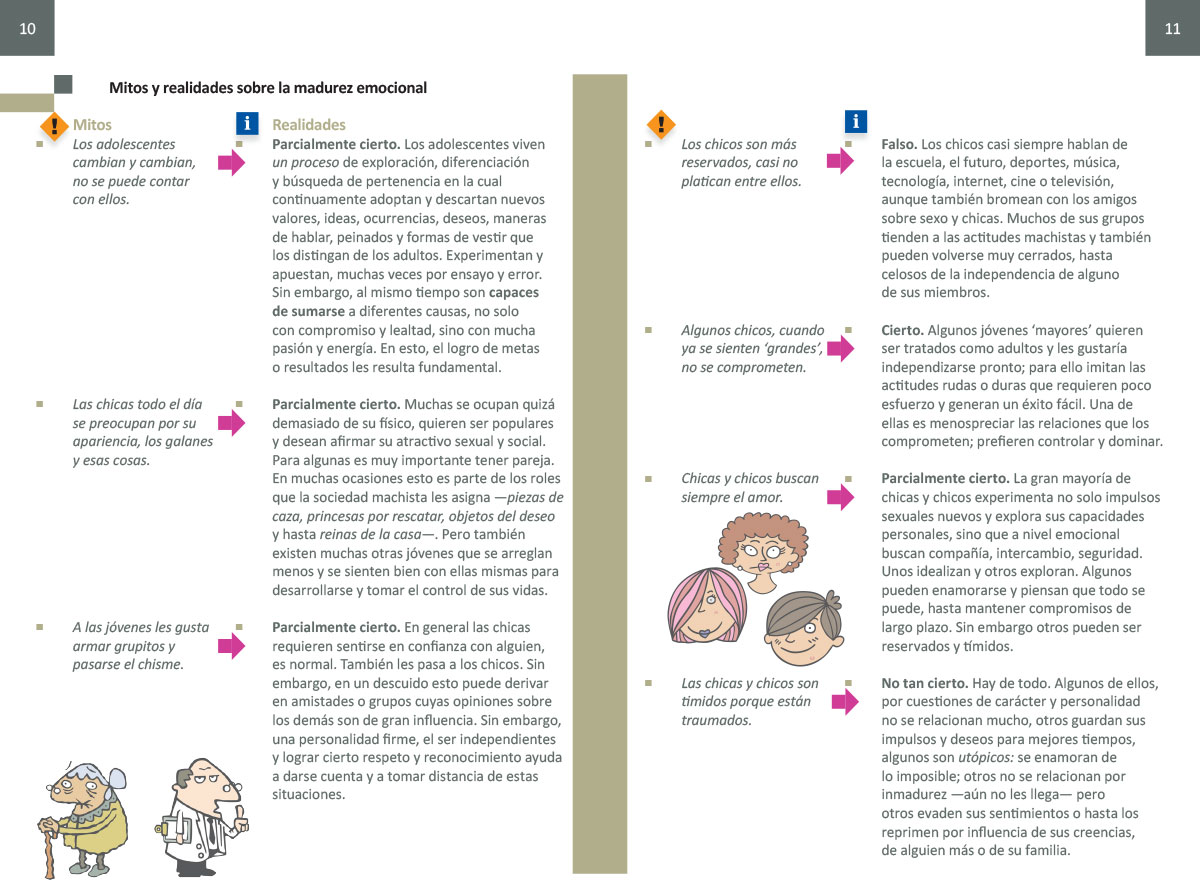 10
Mitos y realidades sobre la madurez emocional
Mitos
Los adolescentes
cambian y cambian,
no se puede contar
con ellos.
Realidades
Parcialmente cierto. Los adolescentes viven
un proceso de exploración, diferenciación
y búsqueda de pertenencia en la cual
continuamente adoptan y descartan nuevos
valores, ideas, ocurrencias, deseos, maneras
de hablar, peinados y formas de vestir que
los distingan de los adultos. Experimentan y
apuestan, muchas veces por ensayo y error.
Sin embargo, al mismo tiempo son capaces
de sumarse a diferentes causas, no solo
con compromiso y lealtad, sino con mucha
pasión y energía. En esto, el logro de metas
o resultados les resulta fundamental.
Las chicas todo el día
se preocupan por su
apariencia, los galanes
y esas cosas.
Parcialmente cierto. Muchas se ocupan quizá
demasiado de su físico, quieren ser populares
y desean afirmar su atractivo sexual y social.
Para algunas es muy importante tener pareja.
En muchas ocasiones esto es parte de los roles
que la sociedad machista les asigna —piezas de
caza, princesas por rescatar, objetos del deseo
y hasta reinas de la casa—. Pero también
existen muchas otras jóvenes que se arreglan
menos y se sienten bien con ellas mismas para
desarrollarse y tomar el control de sus vidas.
A las jóvenes les gusta
armar grupitos y
pasarse el chisme.
Parcialmente cierto. En general las chicas
requieren sentirse en confianza con alguien,
es normal. También les pasa a los chicos. Sin
embargo, en un descuido esto puede derivar
en amistades o grupos cuyas opiniones sobre
los demás son de gran influencia. Sin embargo,
una personalidad firme, el ser independientes
y lograr cierto respeto y reconocimiento ayuda
a darse cuenta y a tomar distancia de estas
situaciones.
11
Los chicos son más
reservados, casi no
platican entre ellos.
Falso. Los chicos casi siempre hablan de
la escuela, el futuro, deportes, música,
tecnología, internet, cine o televisión,
aunque también bromean con los amigos
sobre sexo y chicas. Muchos de sus grupos
tienden a las actitudes machistas y también
pueden volverse muy cerrados, hasta
celosos de la independencia de alguno
de sus miembros.
Algunos chicos, cuando
ya se sienten ‘grandes’,
no se comprometen.
Cierto. Algunos jóvenes ‘mayores’ quieren
ser tratados como adultos y les gustaría
independizarse pronto; para ello imitan las
actitudes rudas o duras que requieren poco
esfuerzo y generan un éxito fácil. Una de
ellas es menospreciar las relaciones que los
comprometen; prefieren controlar y dominar.
Chicas y chicos buscan
siempre el amor.
Parcialmente cierto. La gran mayoría de
chicas y chicos experimenta no solo impulsos
sexuales nuevos y explora sus capacidades
personales, sino que a nivel emocional
buscan compañía, intercambio, seguridad.
Unos idealizan y otros exploran. Algunos
pueden enamorarse y piensan que todo se
puede, hasta mantener compromisos de
largo plazo. Sin embargo otros pueden ser
reservados y tímidos.
Las chicas y chicos son
tímidos porque están
traumados.
No tan cierto. Hay de todo. Algunos de ellos,
por cuestiones de carácter y personalidad
no se relacionan mucho, otros guardan sus
impulsos y deseos para mejores tiempos,
algunos son utópicos: se enamoran de
lo imposible; otros no se relacionan por
inmadurez —aún no les llega— pero
otros evaden sus sentimientos o hasta los
reprimen por influencia de sus creencias,
de alguien más o de su familia.